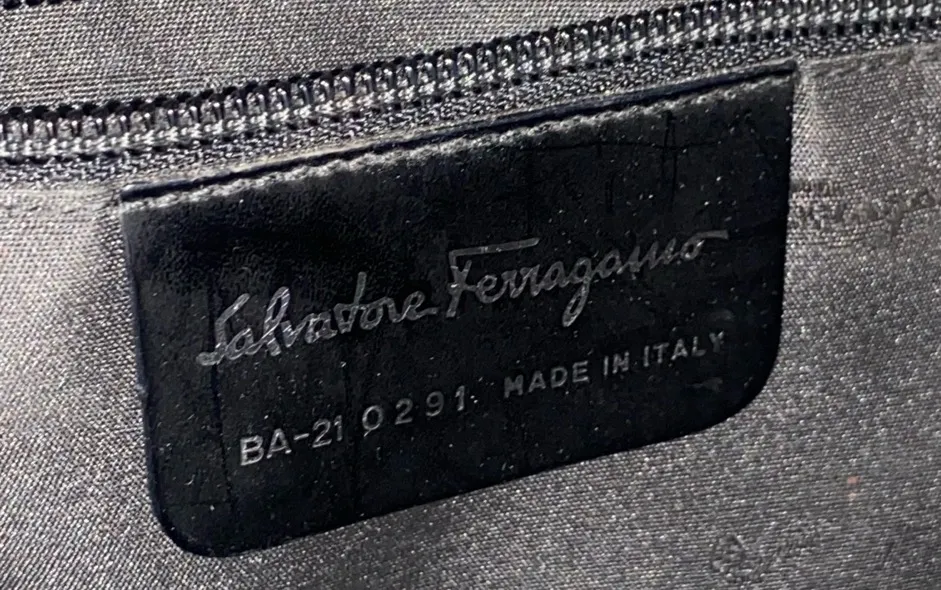 Salvatore Ferragamo
BA-21 0291 MADE IN ITALY